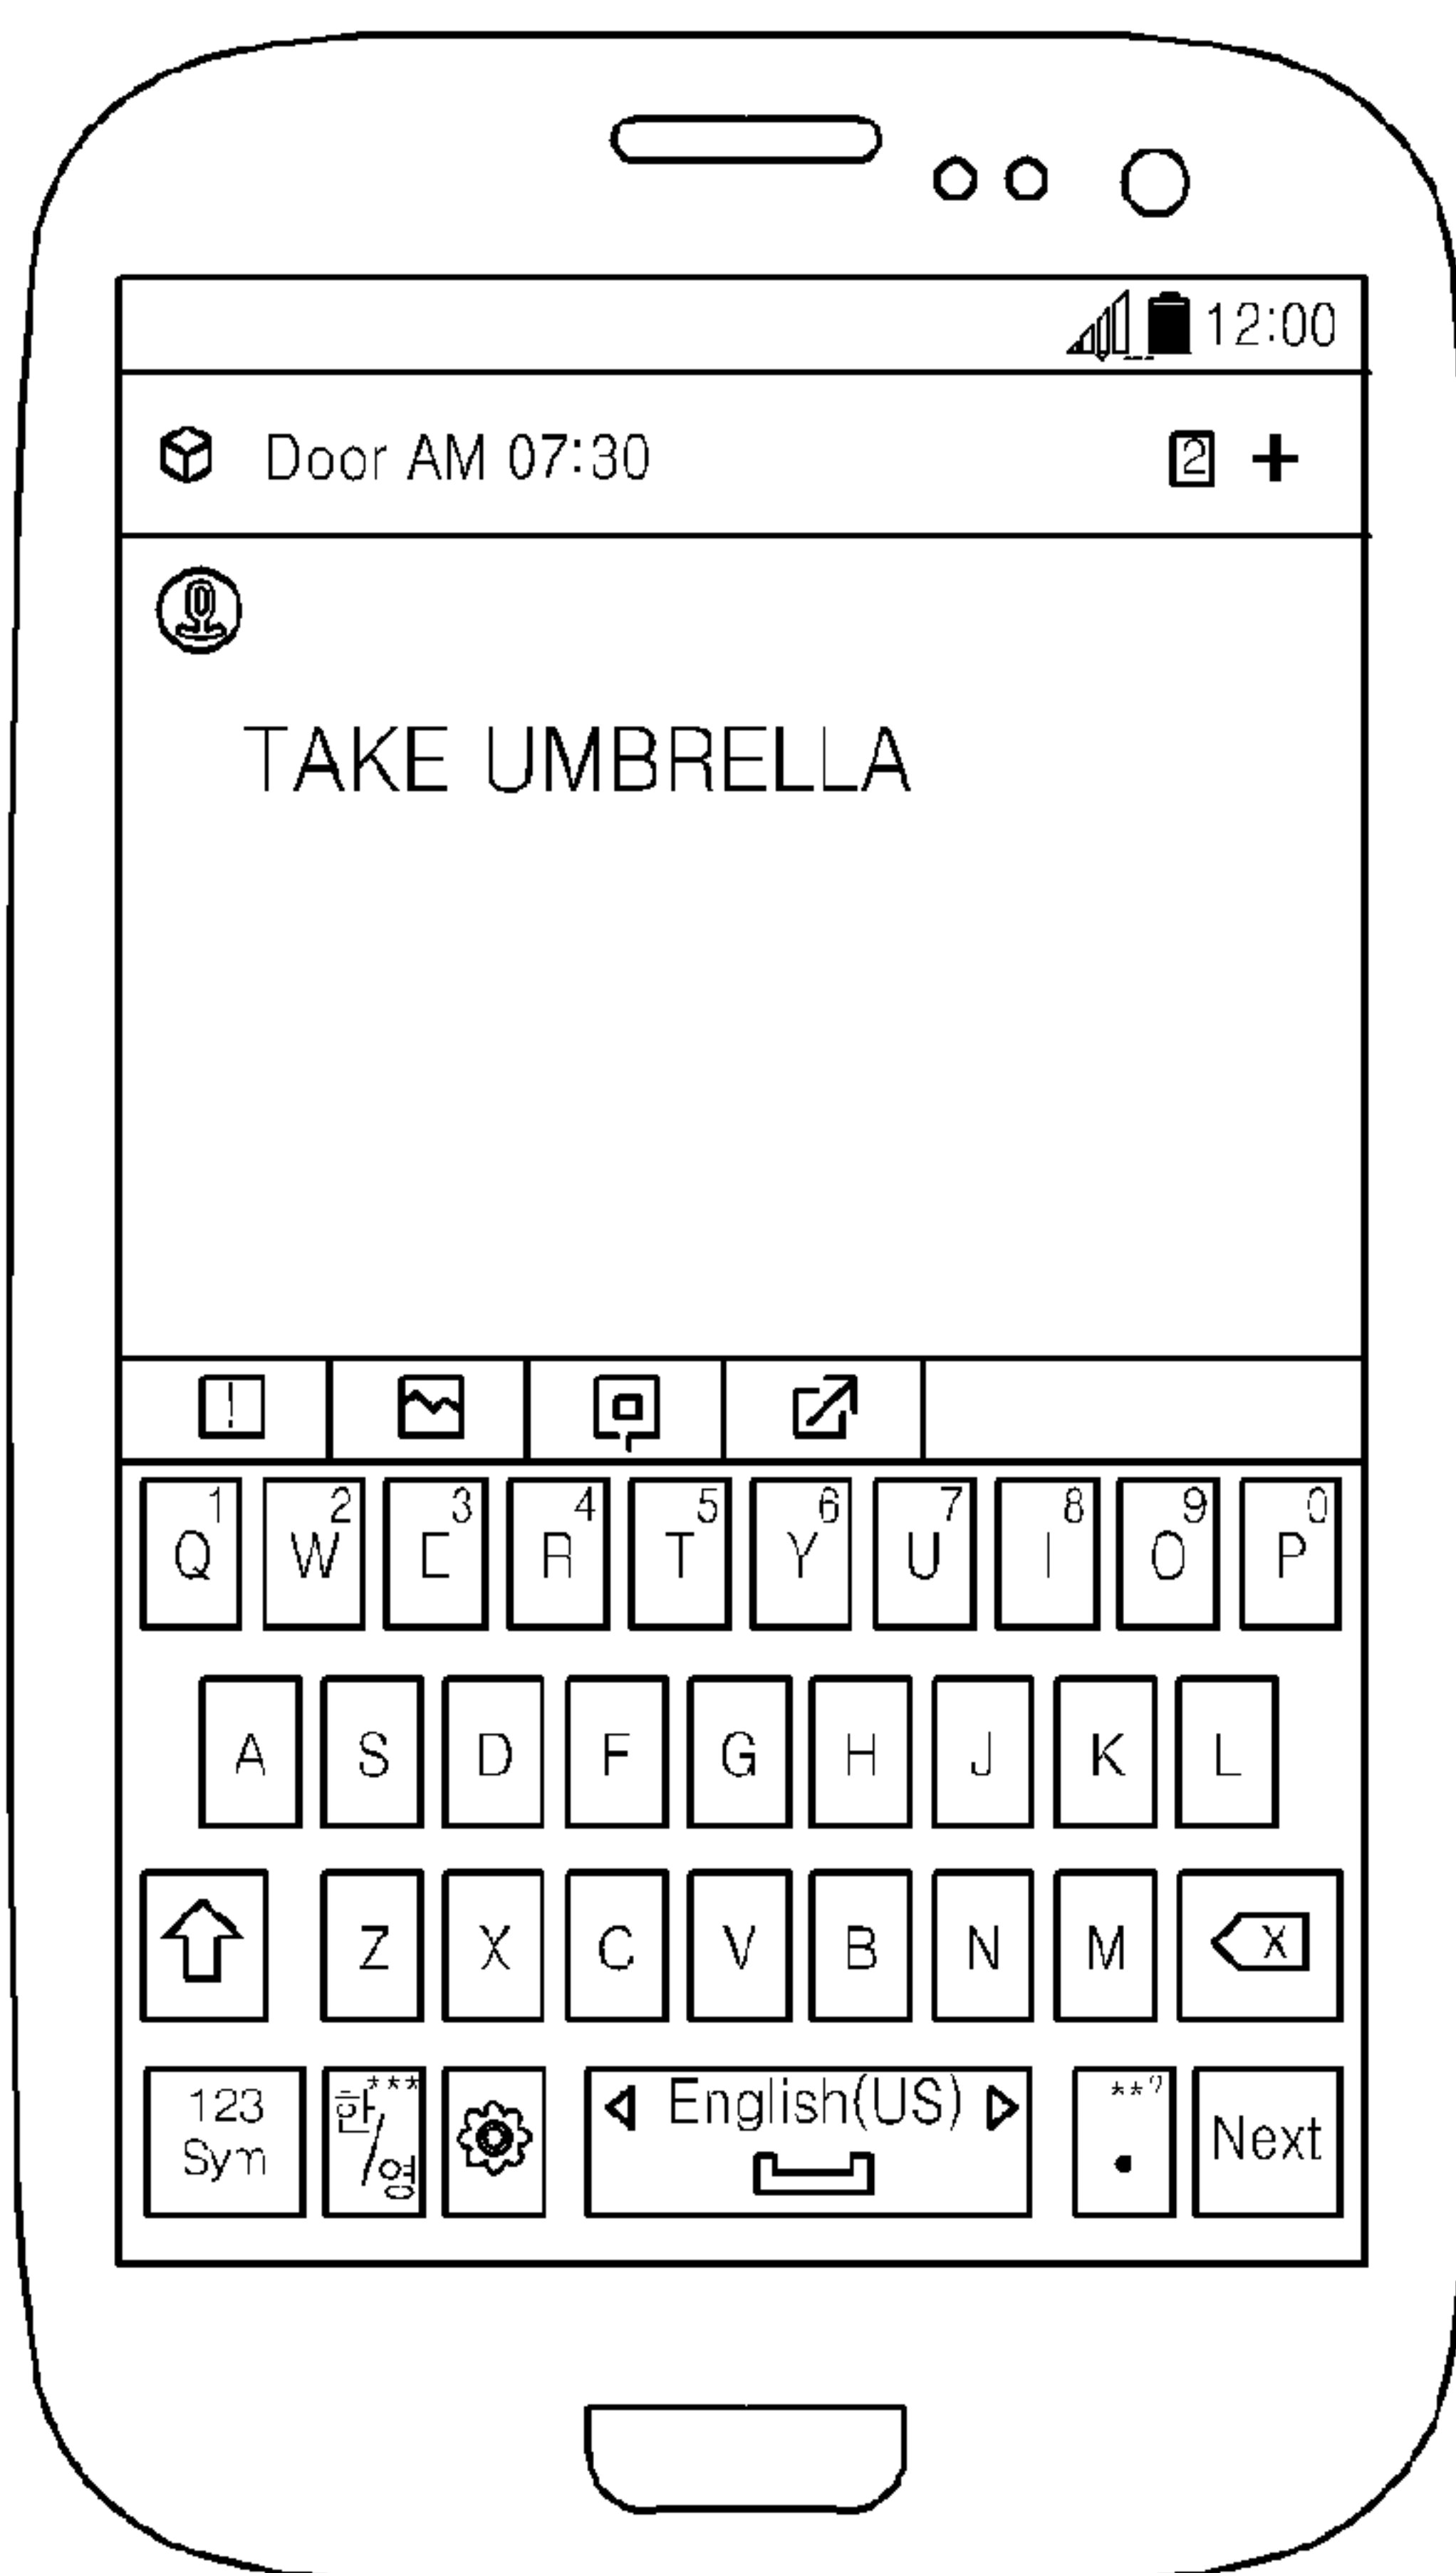 12:00
Door AM 07:30 2 +
TAKE UMBRELLA
!
1 2 3 4 5 6 7 8 9 0
Q W E R T Y U I O P
A S D F G H J K L
Z X C V B N M X
123 한/영 *** English(US) **? Next
Sym .